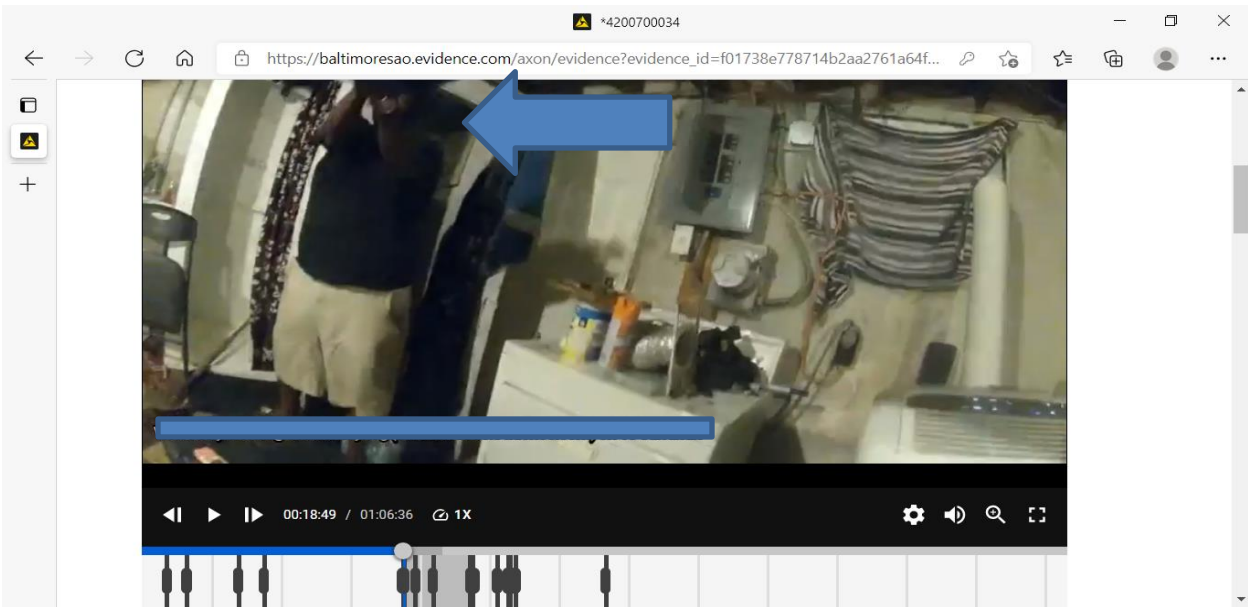 *4200700034
https://baltimoresao.evidence.com/axon/evidence?evidence_id=f01738e778714b2aa2761a64f...
00:18:49 / 01:06:36 1X